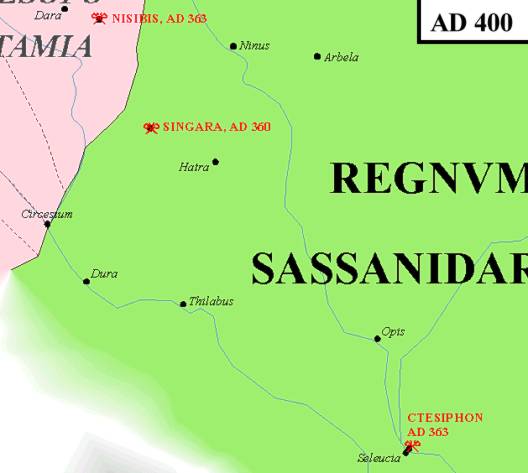 ESOPO
Dara
NISIBIS, AD 363
AD 400
TAMIA
Ninus
Arbela
SINGARA, AD 360
Hatra
REGNVM
Circesium
SASSANIDAR
Dura
Thilabus
Opis
CTESIPHON
AD 363
Seleucia